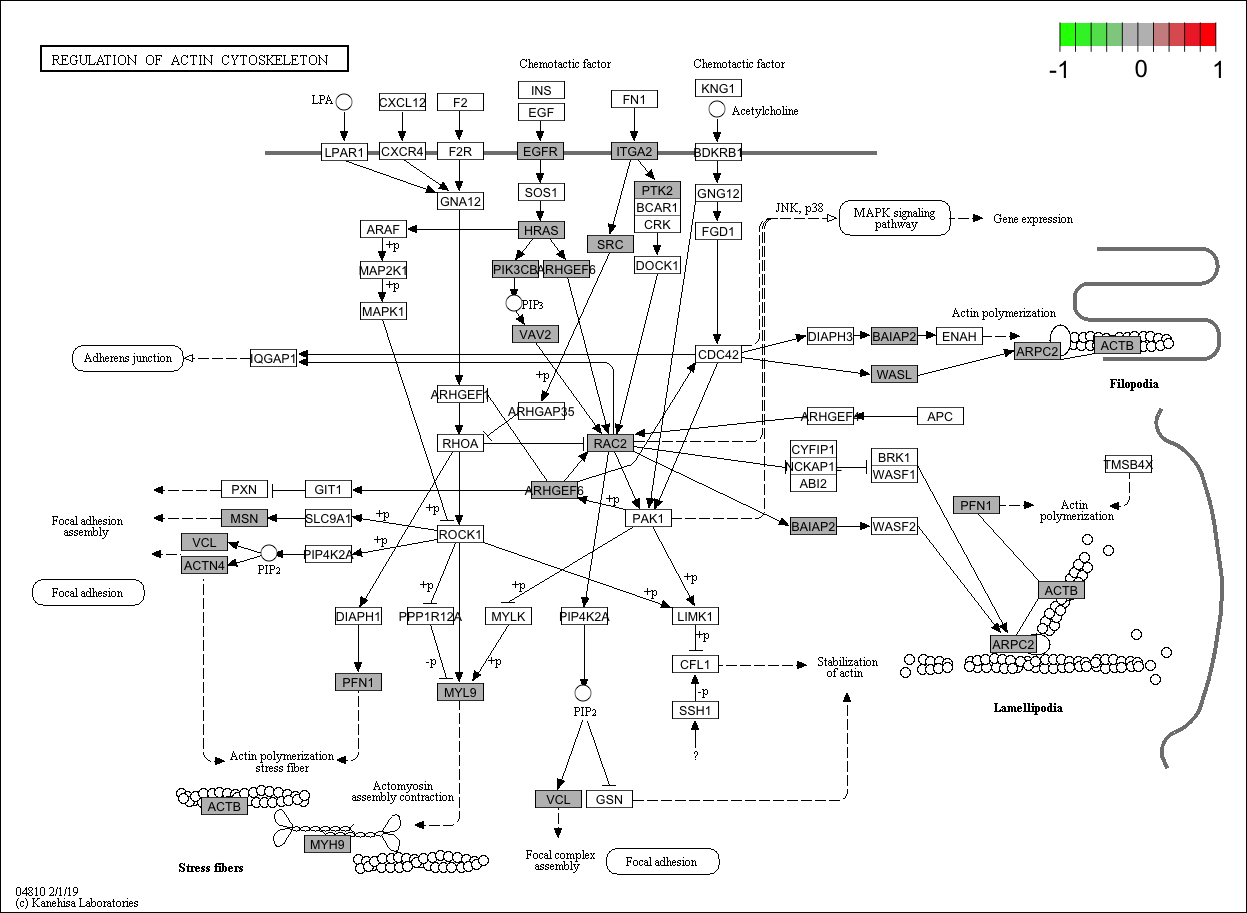 REGULATION OF ACTIN CYTOSKELETON
-1 0 1
Chemotactic factor
Chemotactic factor
LPA
CXCL12
F2
INS
EGF
FN1
KNG1
Acetylcholine
LPAR1
CXCR4
F2R
EGFR
ITGA2
BDKRB1
GNA12
SOS1
PTK2
BCAR1
CRK
GNG12
JNK, p38
MAPK signaling
pathway
Gene expression
ARAF
HRAS
SRC
FGD1
+p
MAP2K1
PIK3CB
ARHGEF6
DOCK1
+p
MAPK1
PIP3
VAV2
Actin polymerization
DIAPH3
BAIAP2
ENAH
ARPC2
ACTB
Adherens junction
IQGAP1
CDC42
WASL
Filopodia
+p
ARHGEF1
ARHGAP35
ARHGEF4
APC
RHOA
RAC2
CYFIP1
NCKAP1
ABI2
BRK1
WASF1
TMSB4X
PXN
GIT1
ARHGEF6
+p
PFN1
Actin
polymerization
Focal adhesion
assembly
MSN
SLC9A1
+p
+p
PAK1
BAIAP2
WASF2
ROCK1
VCL
ACTN4
PIP2
PIP4K2A
+p
Focal adhesion
+p
+p
+p
+p
ACTB
DIAPH1
PPP1R12A
MYLK
PIP4K2A
LIMK1
+p
ARPC2
-p
+p
CFL1
Stabilization
of actin
PFN1
MYL9
-p
PIP2
SSH1
Lamellipodia
?
Actin polymerization
stress fiber
Actomyosin
assembly contraction
ACTB
VCL
GSN
MYH9
Stress fibers
Focal complex
assembly
Focal adhesion
04810 2/1/19
(c) Kanehisa Laboratories